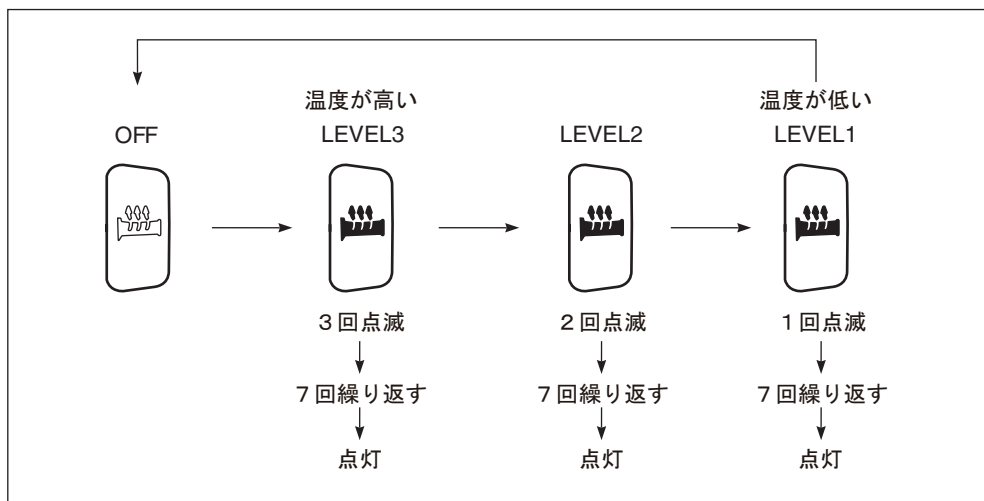 温度が高い
温度が低い
OFF
LEVEL3
LEVEL2
LEVEL1
3回点滅
2回点滅
1回点滅
7回繰り返す
7回繰り返す
7回繰り返す
点灯
点灯
点灯